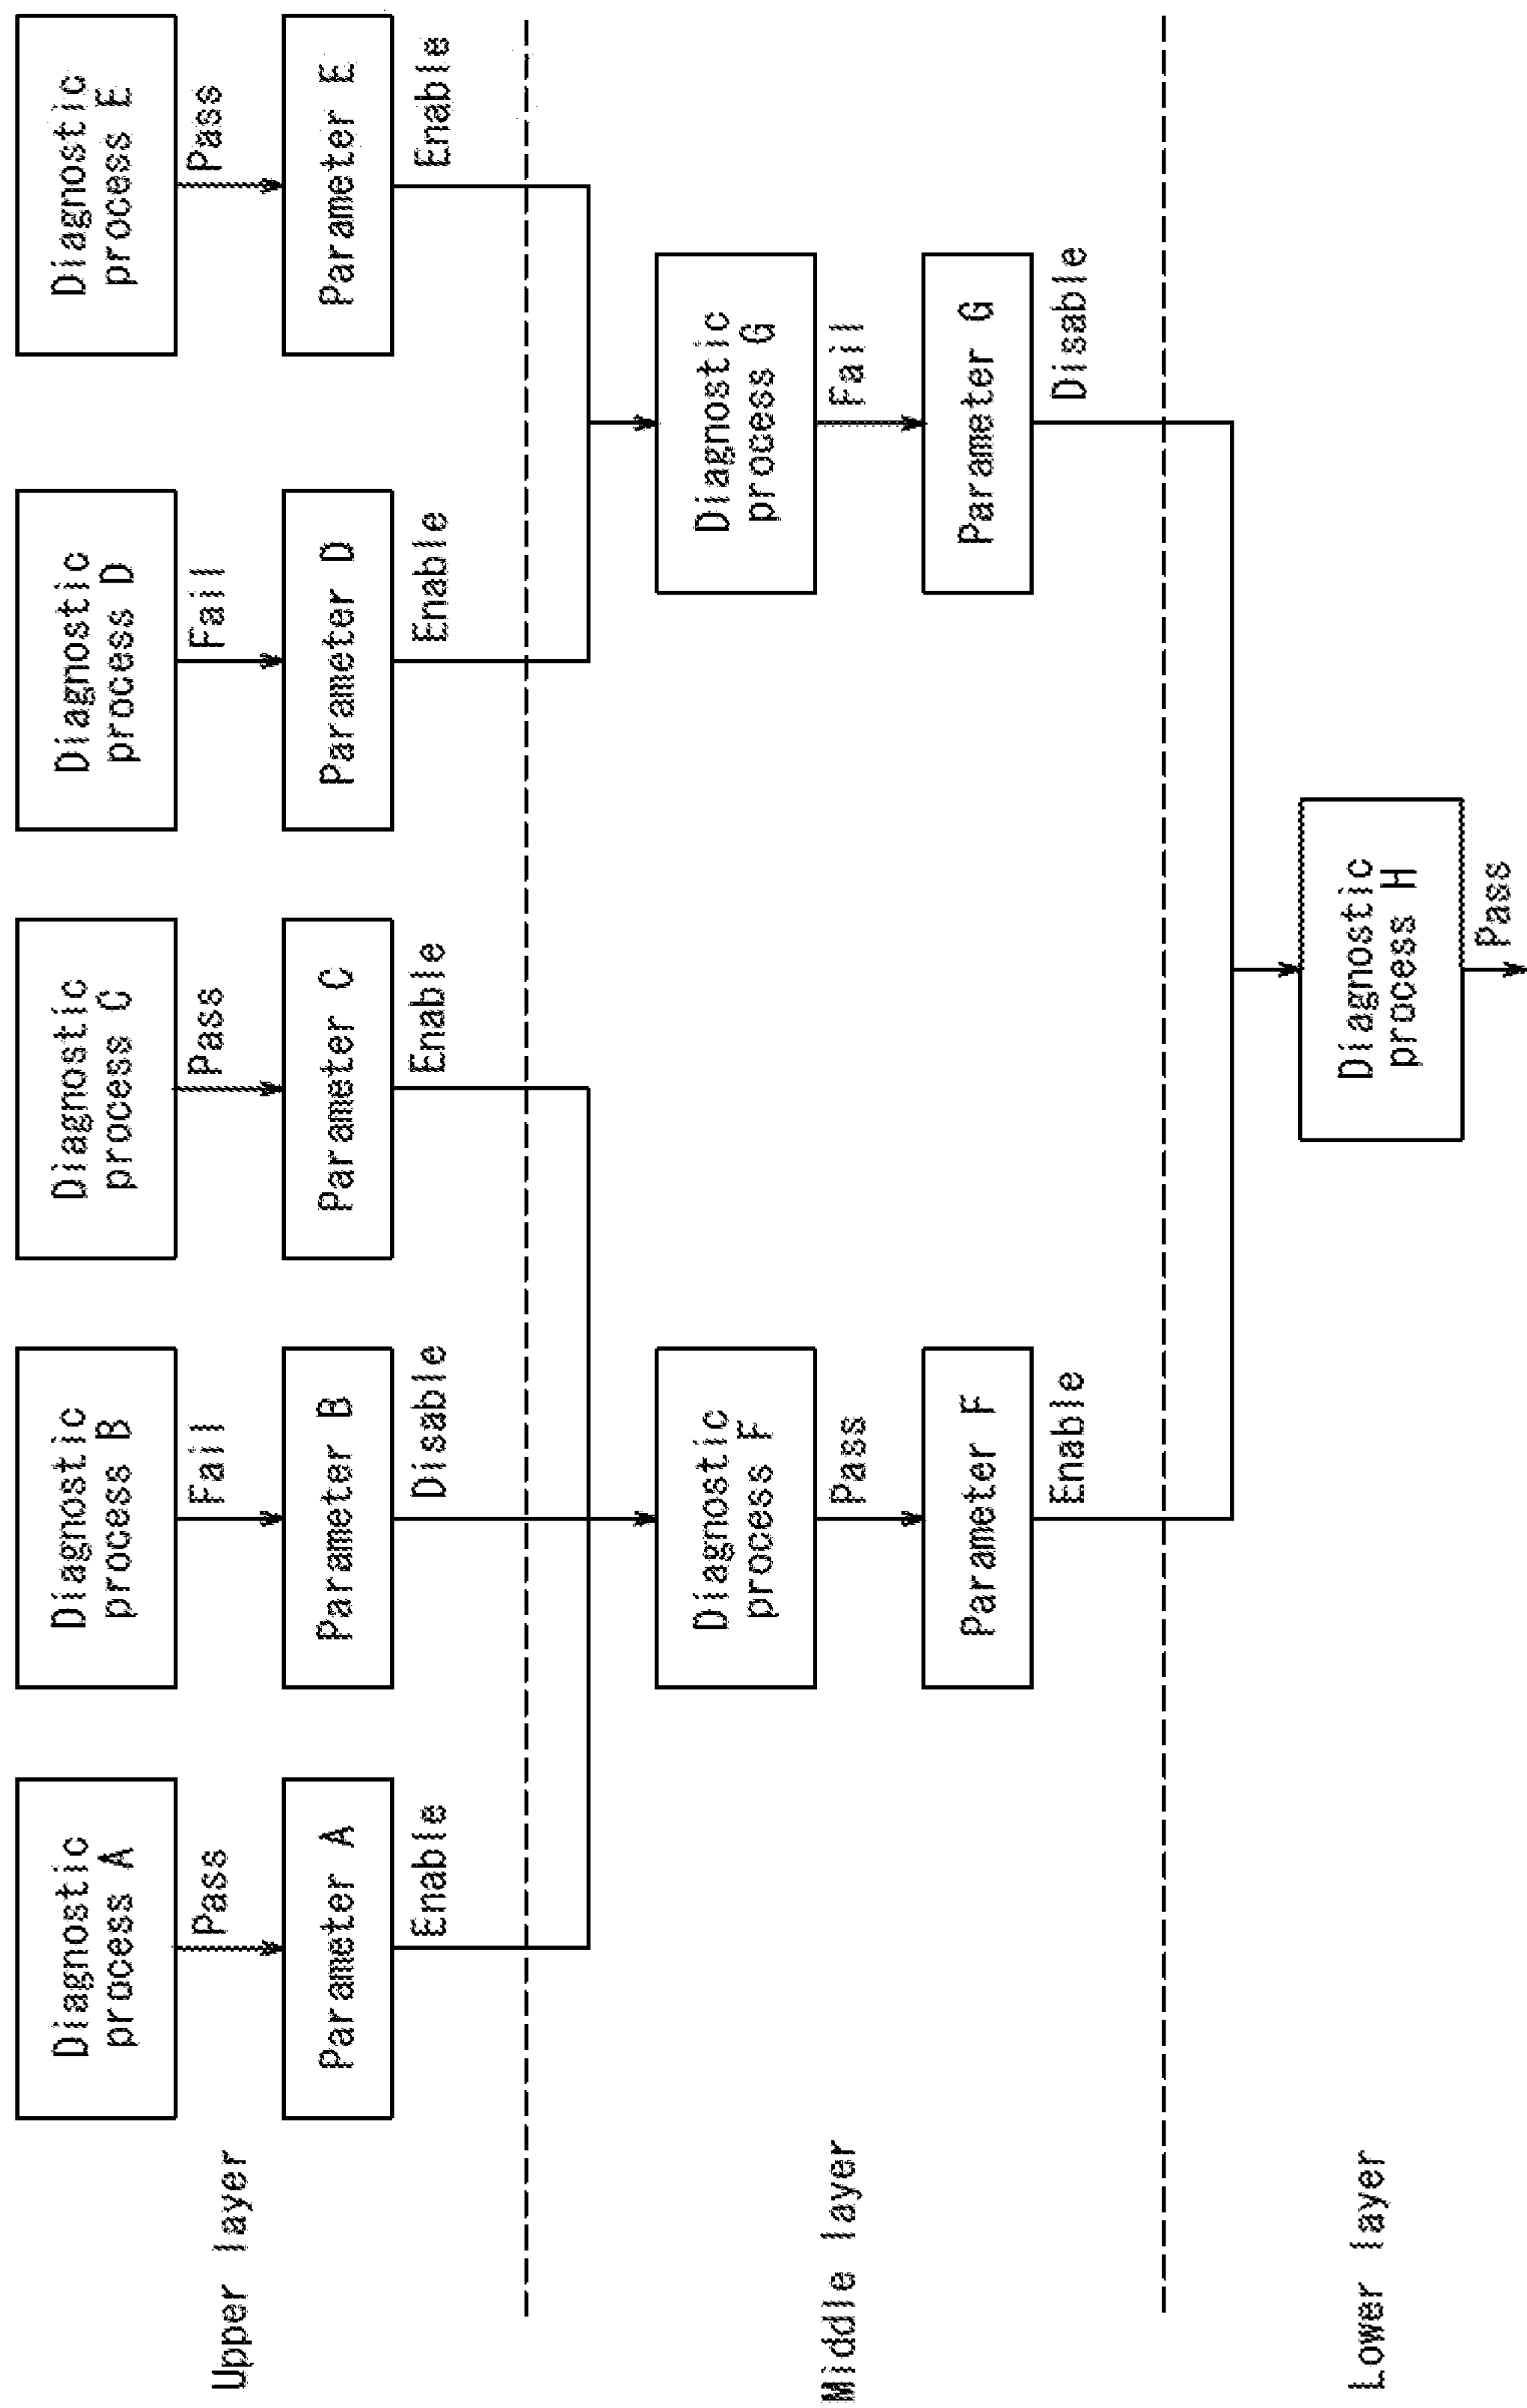 Upper layer
Diagnostic
process A
Diagnostic
process B
Diagnostic
process C
Diagnostic
process D
Diagnostic
process E
Pass
Fail
Pass
Fail
Pass
Parameter A
Parameter B
Parameter C
Parameter D
Parameter E
Enable
Disable
Enable
Enable
Enable
Middle layer
Diagnostic
process F
Diagnostic
process G
Pass
Fail
Parameter F
Parameter G
Enable
Disable
Lower layer
Diagnostic
process H
Pass